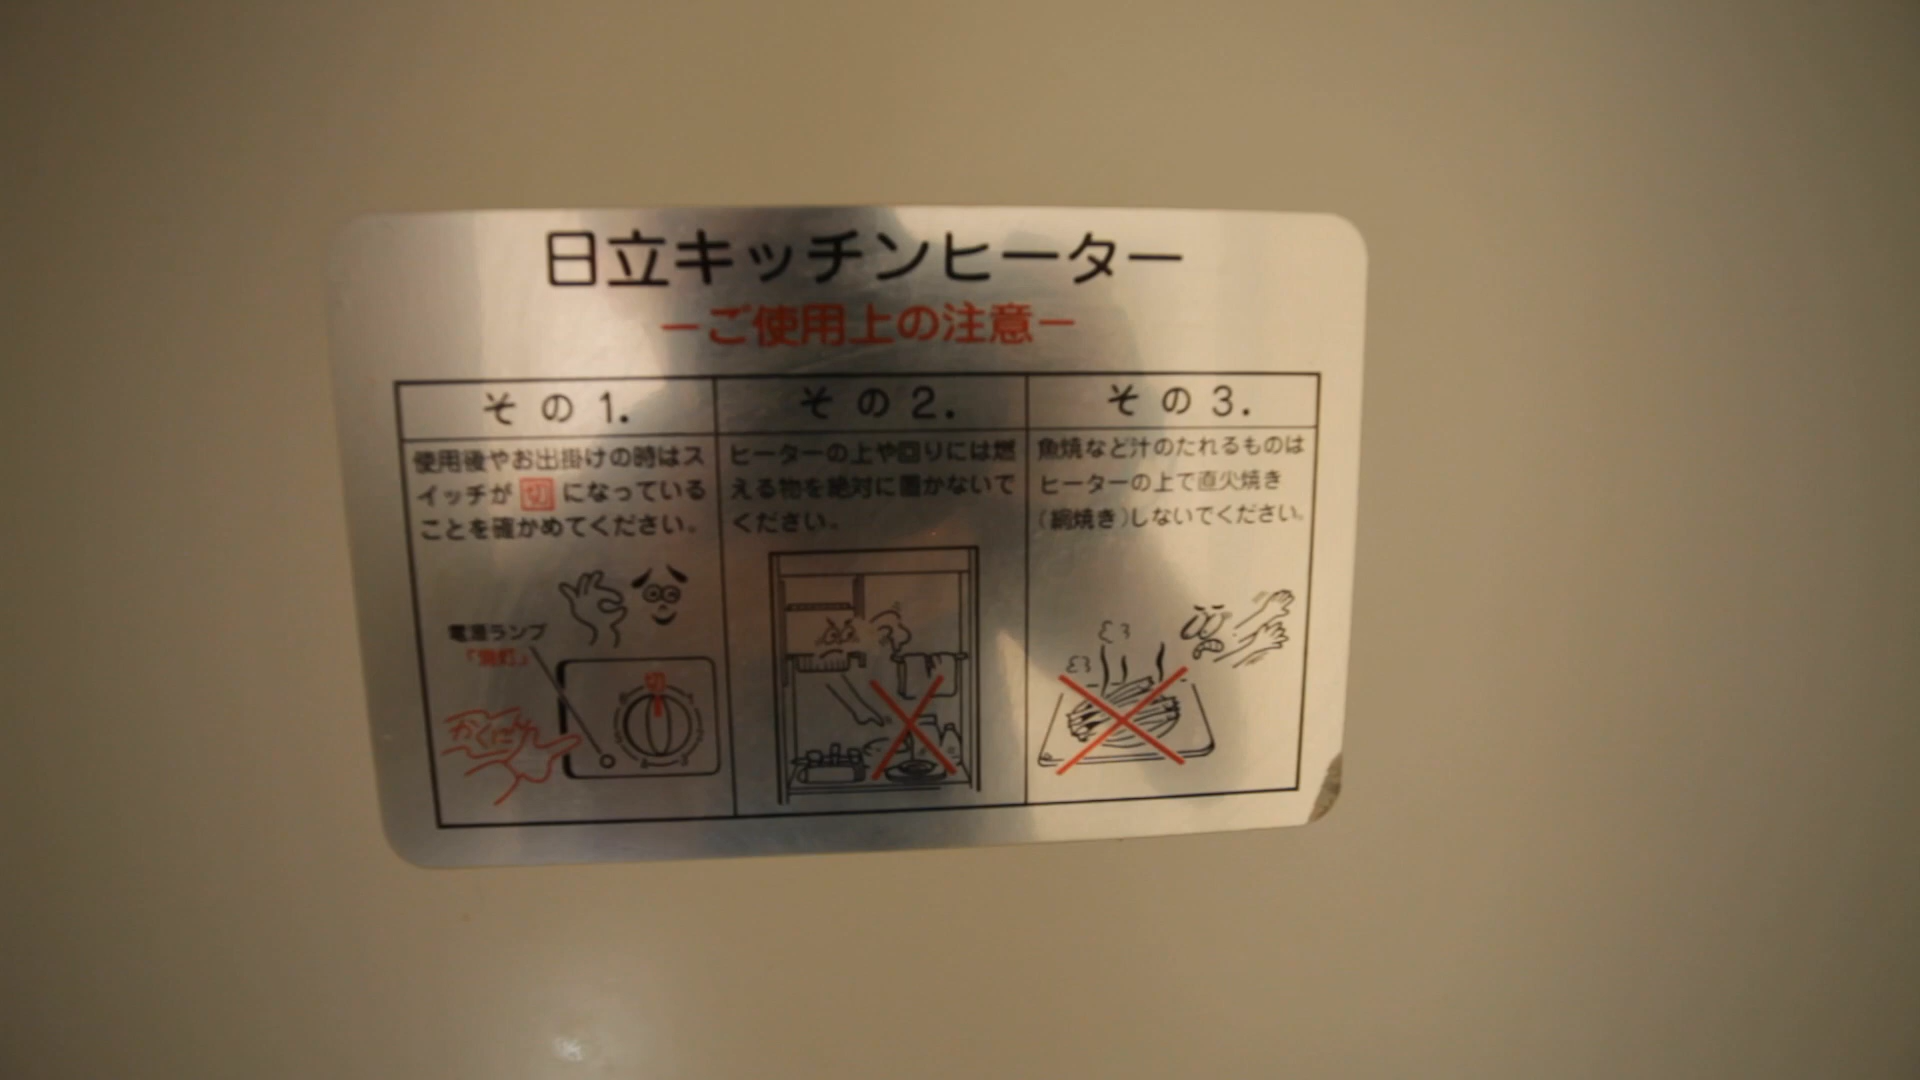 日立キッチンヒーター
－ご使用上の注意－
その1.
使用後やお出掛けの時はス
イッチが 切 になっている
ことを確かめてください。
電源ランプ
「消灯」
切
かくにん
その2.
ヒーターの上や回りには燃
える物を絶対に置かないで
ください。
その3.
魚焼など汁のたれるものは
ヒーターの上で直火焼き
(網焼き)しないでください。